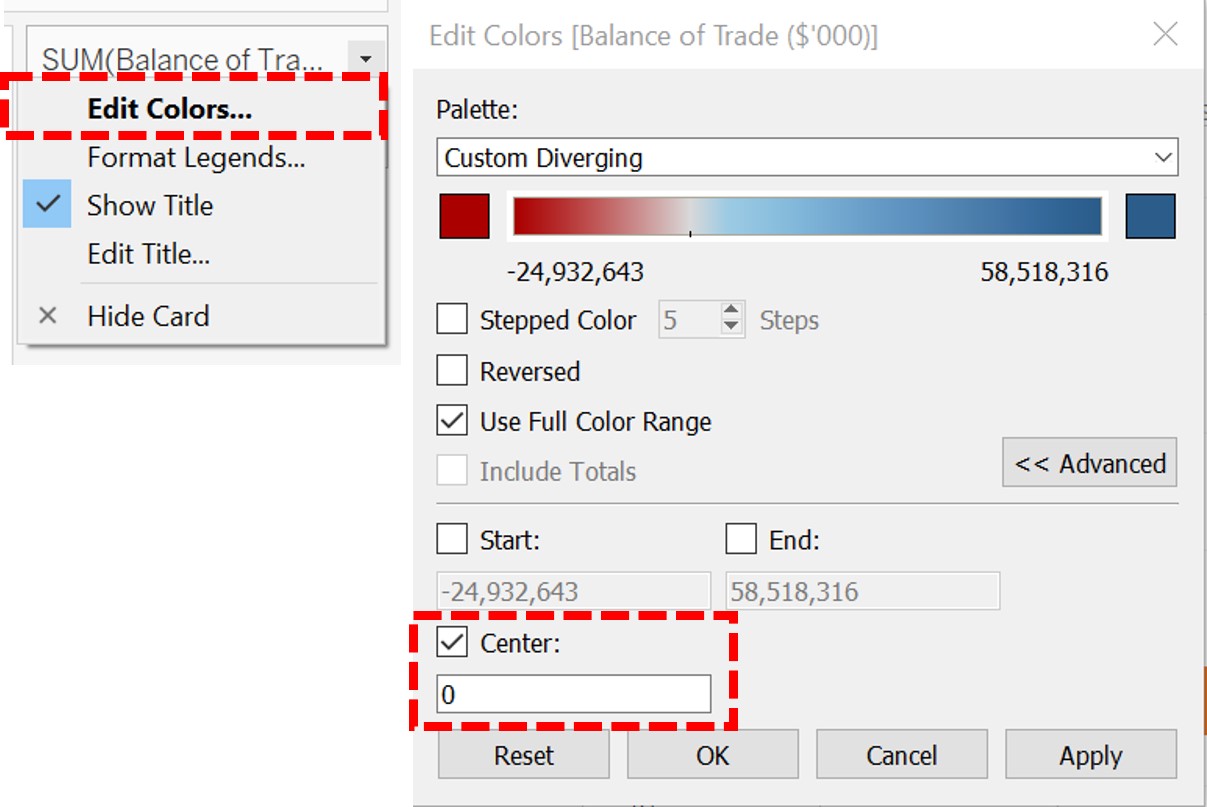 SUM(Balance of Tra...
Edit Colors...
Format Legends...
Show Title
Edit Title...
Hide Card
Edit Colors [Balance of Trade ($'000)]
Palette:
Custom Diverging
-24,932,643 58,518,316
Stepped Color 5 Steps
Reversed
Use Full Color Range
Include Totals
<< Advanced
Start: End:
-24,932,643 58,518,316
Center:
0
Reset OK Cancel Apply